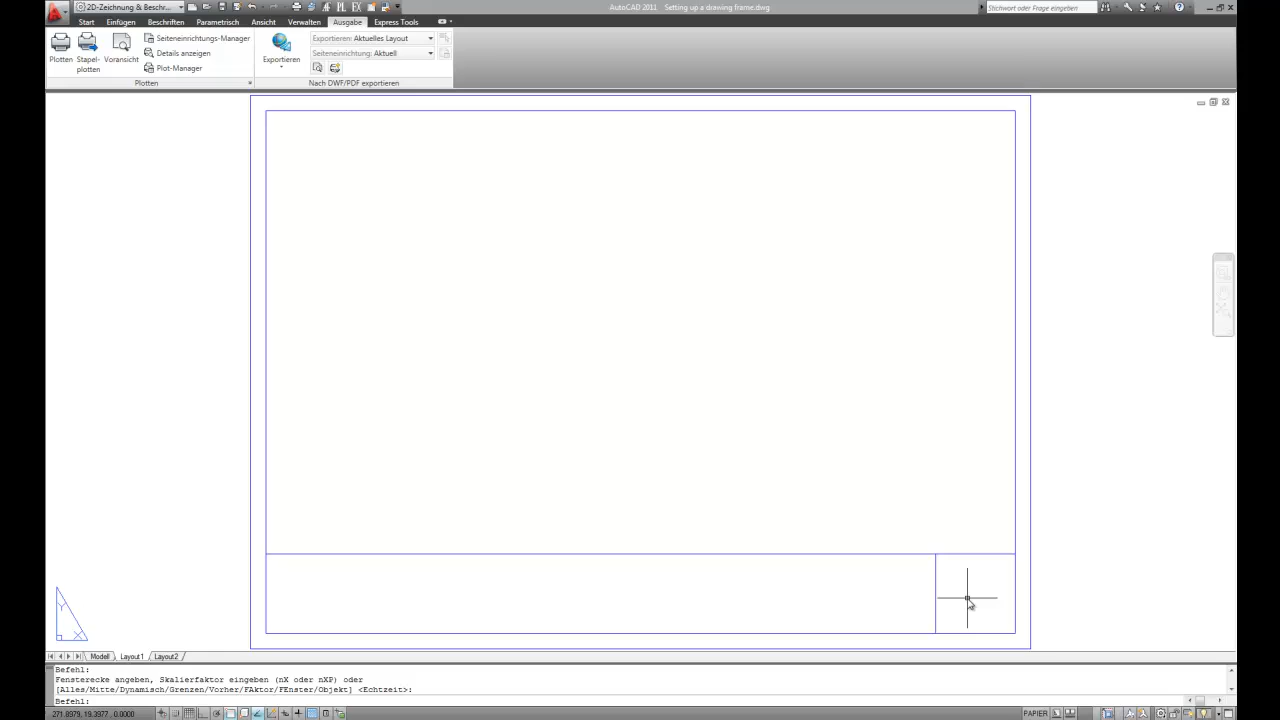 2D-Zeichnung & Beschr...
AutoCAD 2011 Setting up a drawing frame.dwg
Stichwort oder Frage eingeben
Start Einfügen Beschriften Parametrisch Ansicht Verwalten Ausgabe Express Tools
Plotten
Stapel-
plotten
Voransicht
Seiteneinrichtungs-Manager
Details anzeigen
Plot-Manager
Exportieren
Exportieren: Aktuelles Layout
Seiteneinrichtung: Aktuell
Plotten
Nach DWF/PDF exportieren
Y
X
Modell Layout1 Layout2
Befehl:
Fensterecke angeben, Skalierfaktor eingeben (nX oder nXP) oder
[Alles/Mitte/Dynamisch/Grenzen/Vorher/FAktor/FEnster/Objekt] <Echtzeit>:
Befehl:
271.8979, 19.3977, 0.0000
PAPIER